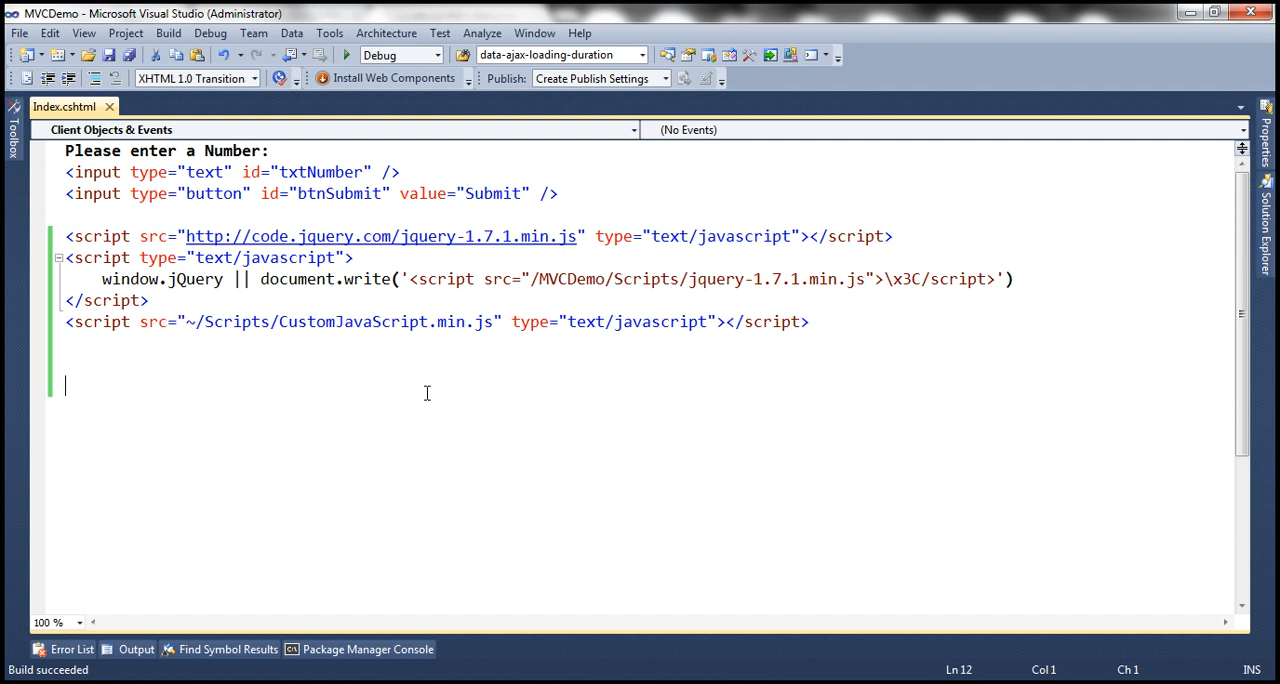 MVCDemo - Microsoft Visual Studio (Administrator)
File Edit View Project Build Debug Team Data Tools Architecture Test Analyze Window Help
Debug data-ajax-loading-duration
XHTML 1.0 Transition Install Web Components Publish: Create Publish Settings
Index.cshtml
Client Objects & Events (No Events)
Toolbox
Please enter a Number:
<input type="text" id="txtNumber" />
<input type="button" id="btnSubmit" value="Submit" />
<script src="http://code.jquery.com/jquery-1.7.1.min.js" type="text/javascript"></script>
<script type="text/javascript">
window.jQuery || document.write('<script src="/MVCDemo/Scripts/jquery-1.7.1.min.js">\x3C/script>')
</script>
<script src="~/Scripts/CustomJavaScript.min.js" type="text/javascript"></script>
Properties
Solution Explorer
100 %
Error List Output Find Symbol Results Package Manager Console
Build succeeded Ln 12 Col 1 Ch 1 INS